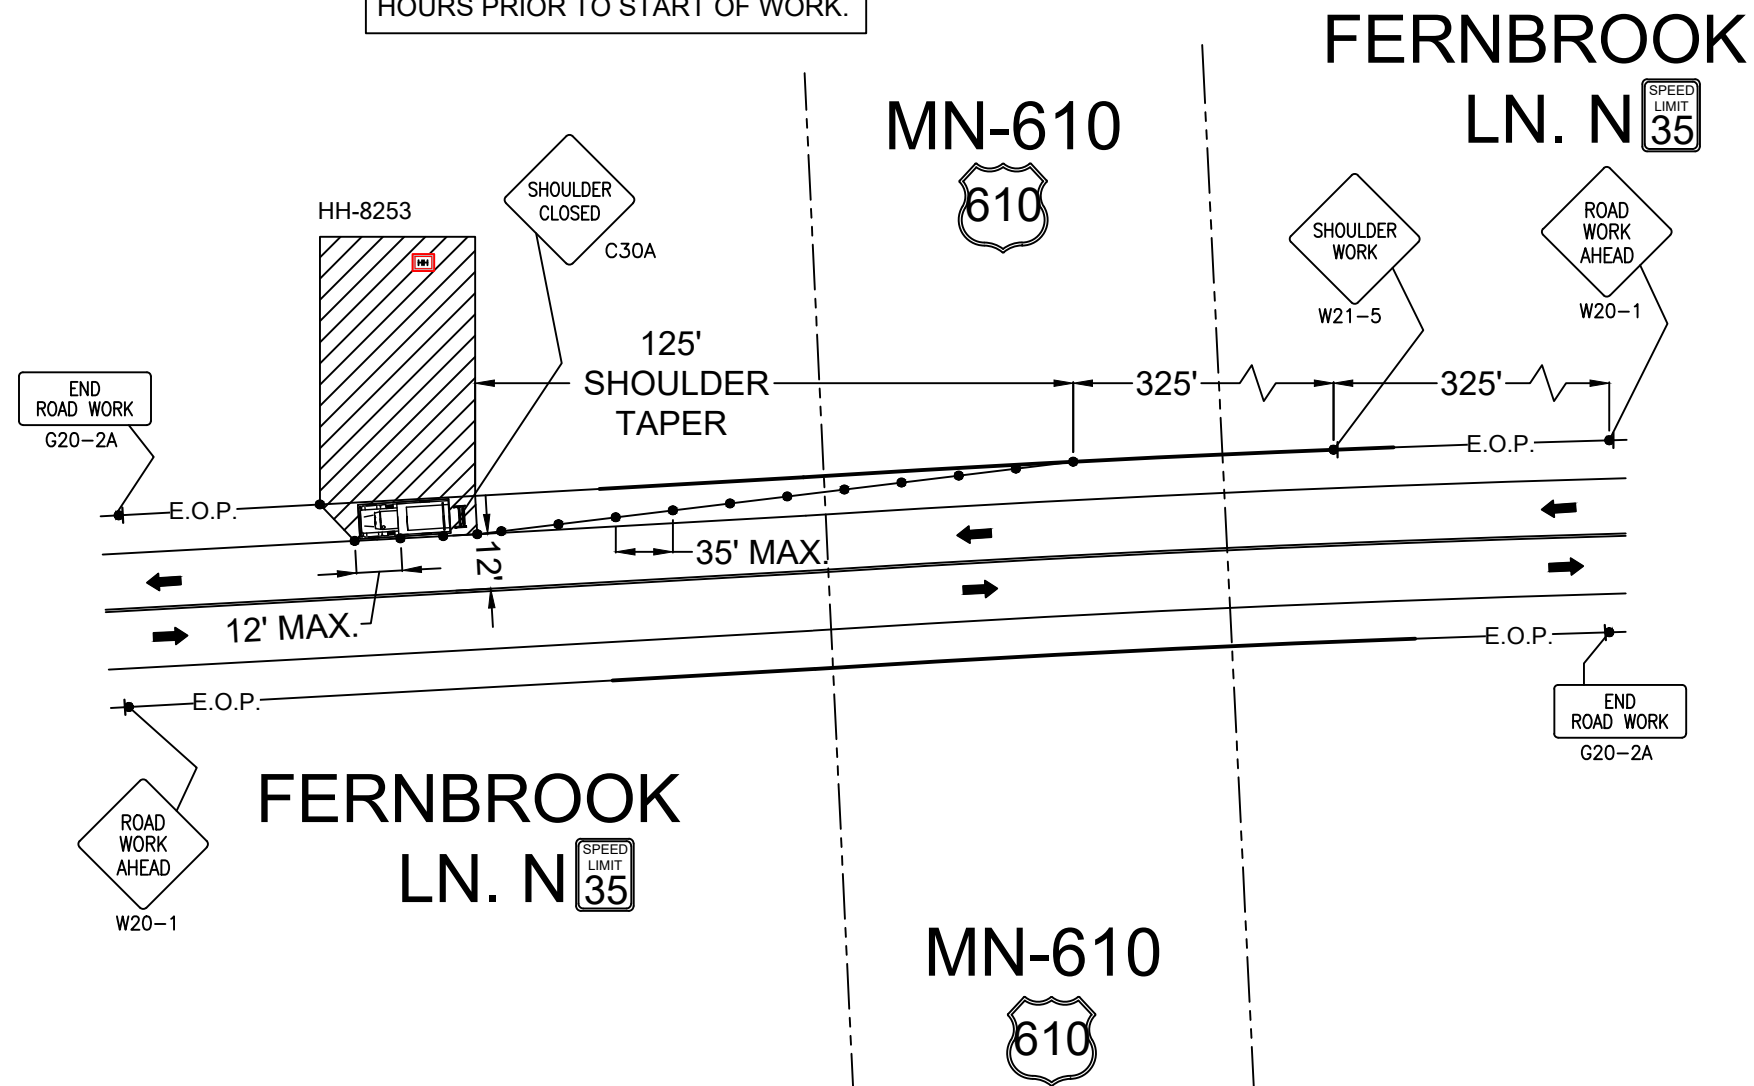 HOURS PRIOR TO START OF WORK.
FERNBROOK
LN. N
SPEED
LIMIT
35
MN-610
610
SHOULDER
CLOSED
C30A
HH-8253
HH
SHOULDER
WORK
W21-5
ROAD
WORK
AHEAD
W20-1
125'
SHOULDER
TAPER
325'
325'
END
ROAD WORK
G20-2A
E.O.P.
E.O.P.
35' MAX.
12'
12' MAX.
E.O.P.
E.O.P.
END
ROAD WORK
G20-2A
FERNBROOK
LN. N
SPEED
LIMIT
35
ROAD
WORK
AHEAD
W20-1
MN-610
610